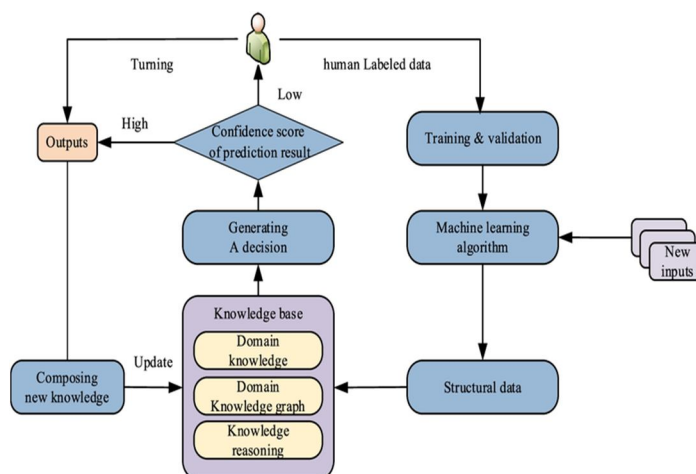 Turning
human Labeled data
Low
High
Outputs
Confidence score
of prediction result
Training & validation
Generating
A decision
Machine learning
algorithm
New
inputs
Knowledge base
Domain
knowledge
Update
Composing
new knowledge
Domain
Knowledge graph
Structural data
Knowledge
reasoning